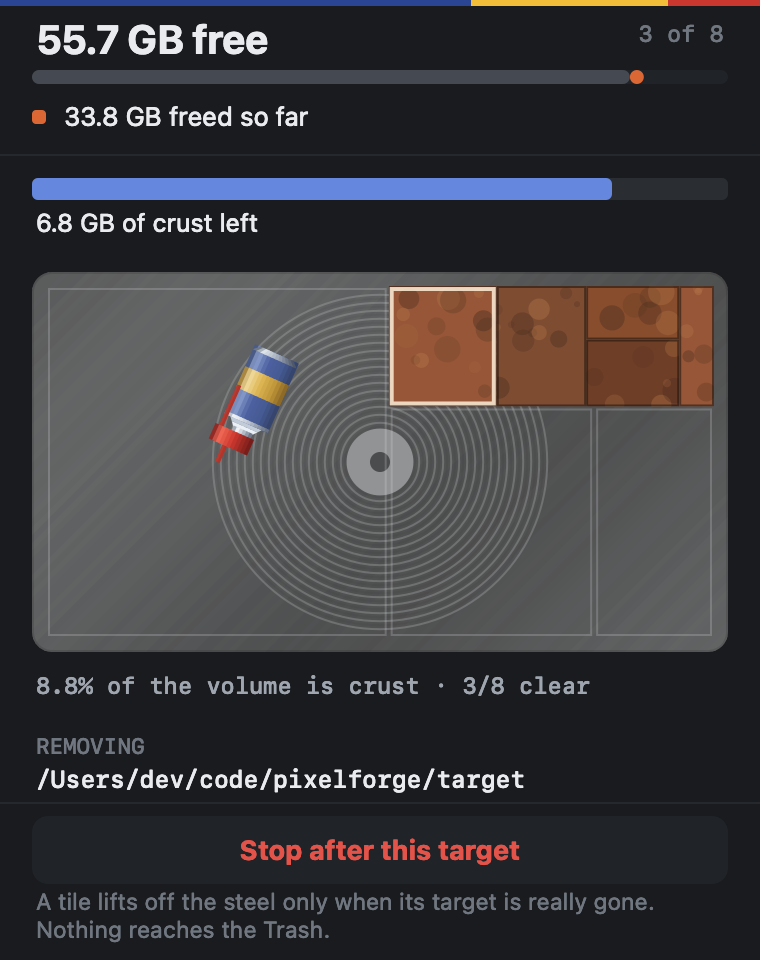 55.7 GB free
3 of 8
33.8 GB freed so far
6.8 GB of crust left
8.8% of the volume is crust · 3/8 clear
REMOVING
/Users/dev/code/pixelforge/target
Stop after this target
A tile lifts off the steel only when its target is really gone.
Nothing reaches the Trash.